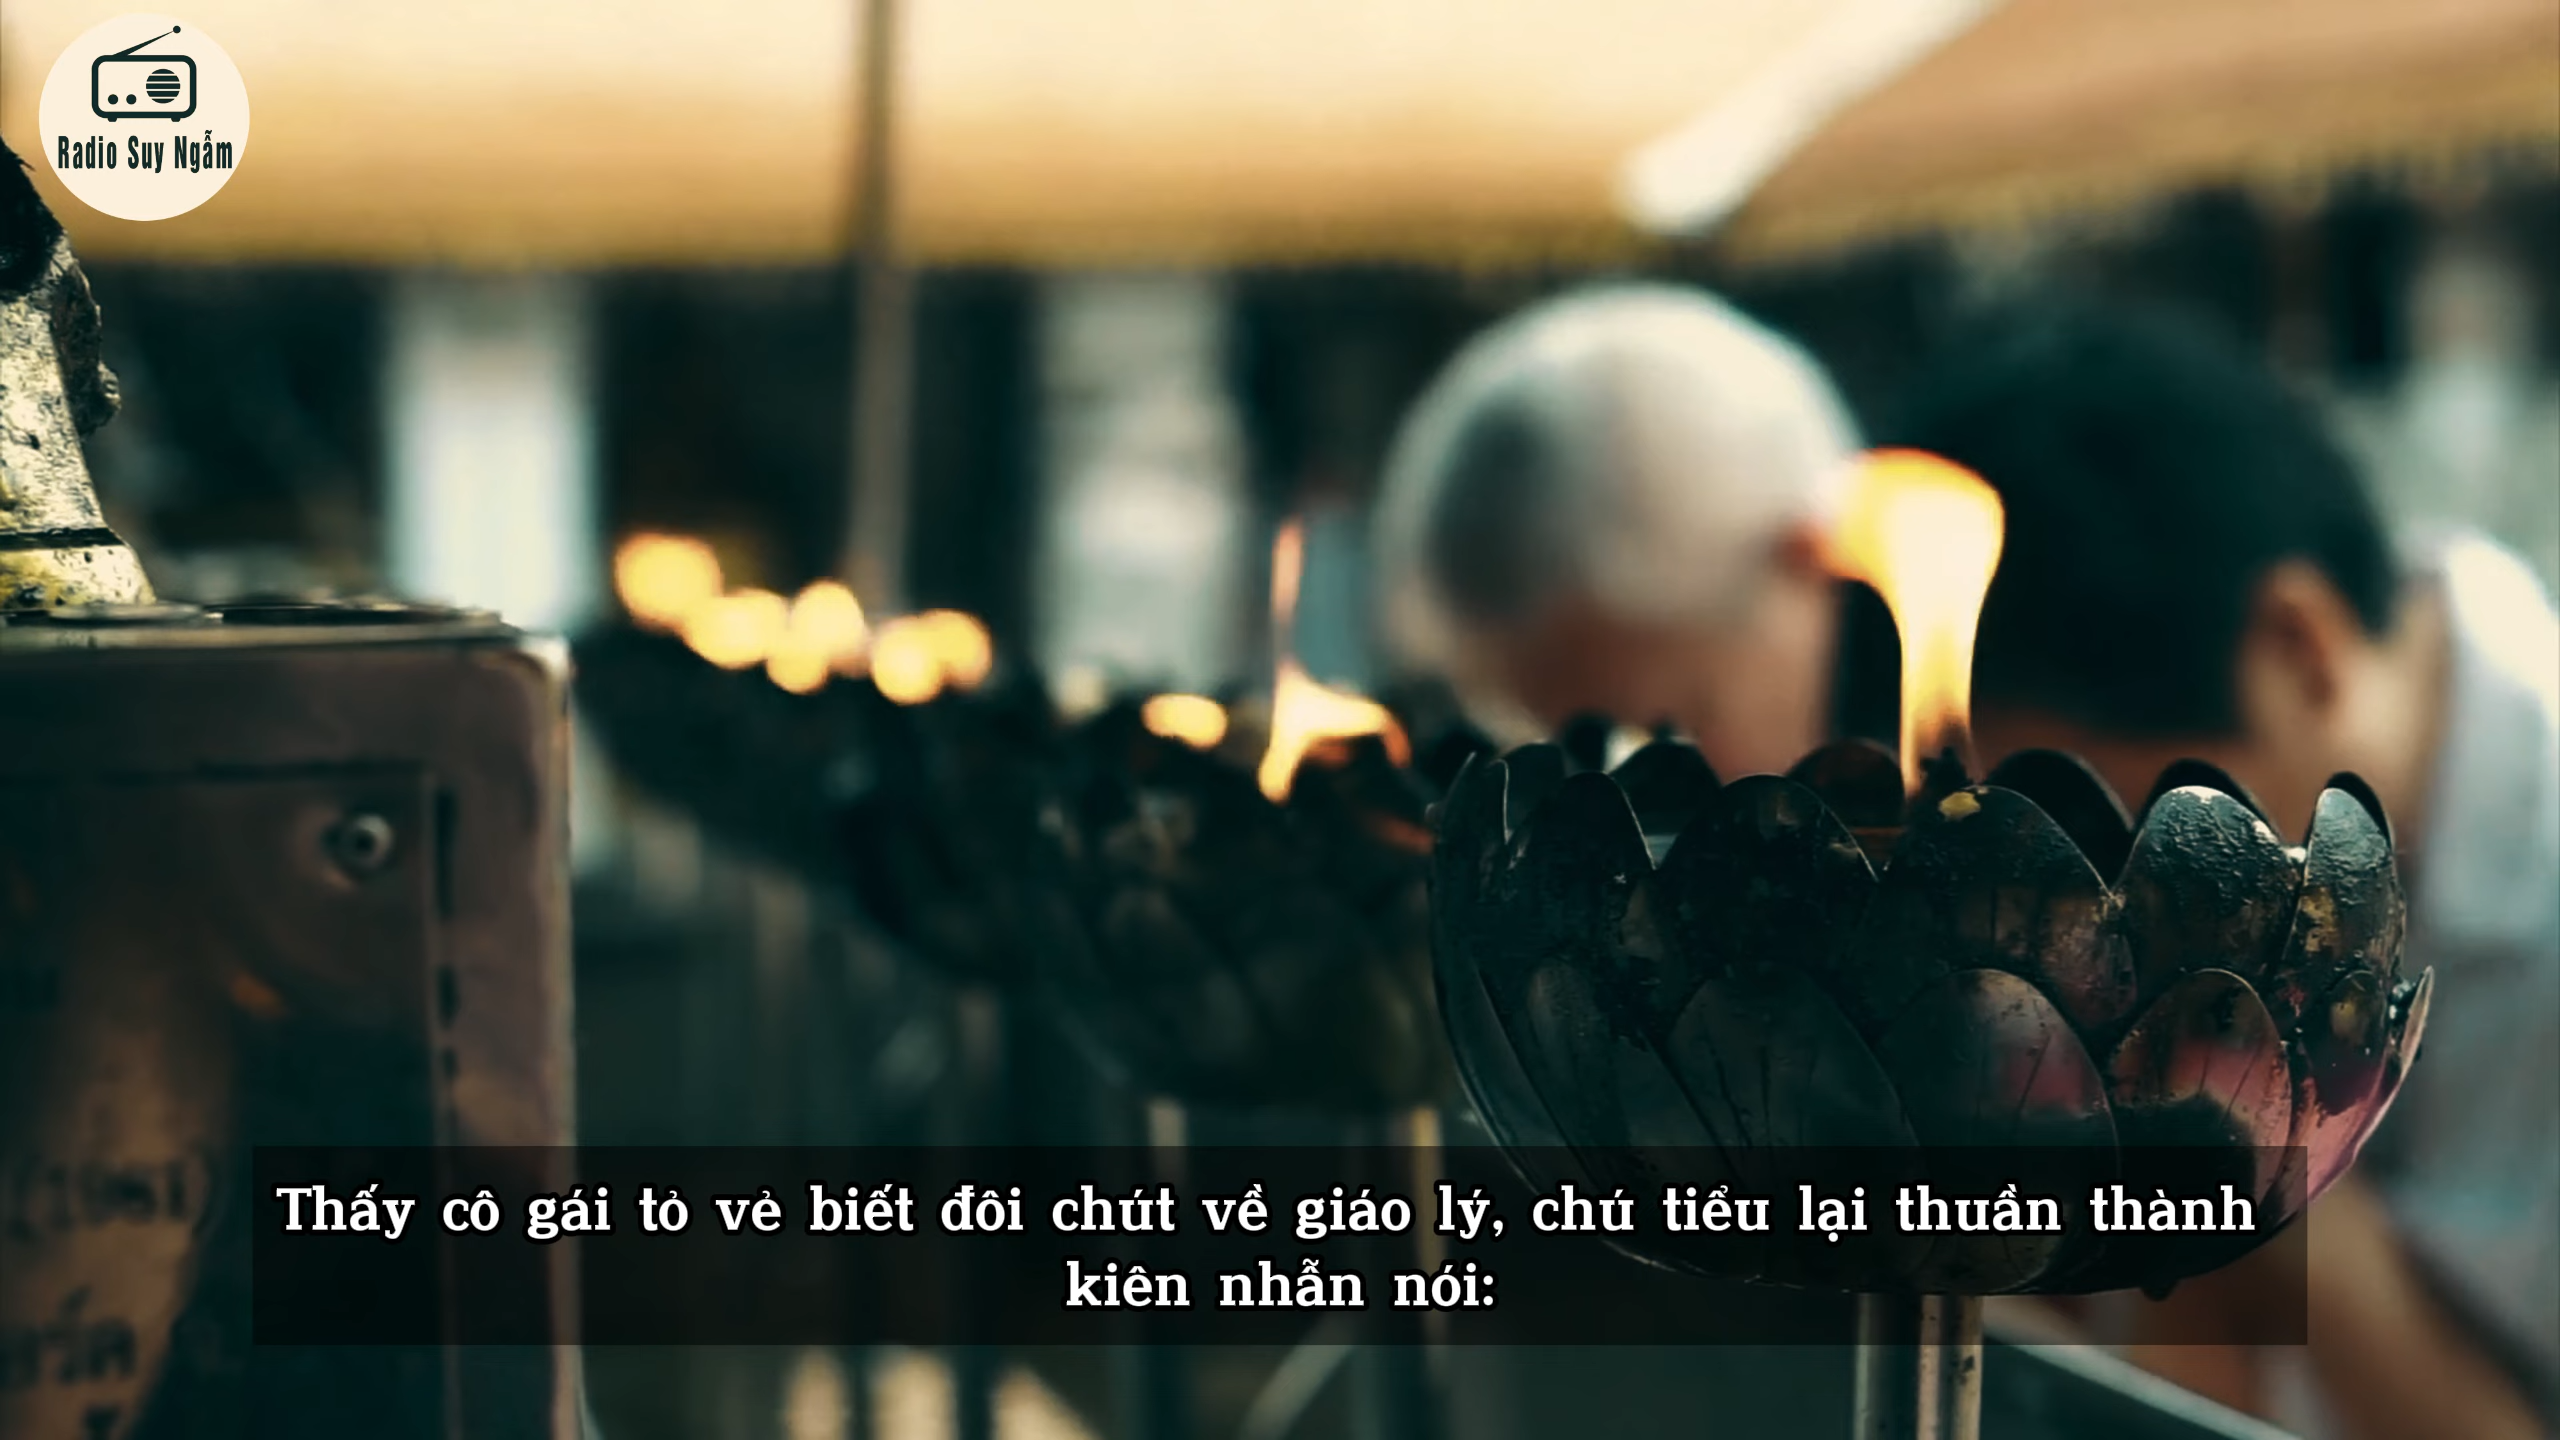 Radio Suy Ngẫm
Thấy cô gái tỏ vẻ biết đôi chút về giáo lý, chú tiểu lại thuần thành
kiên nhẫn nói: